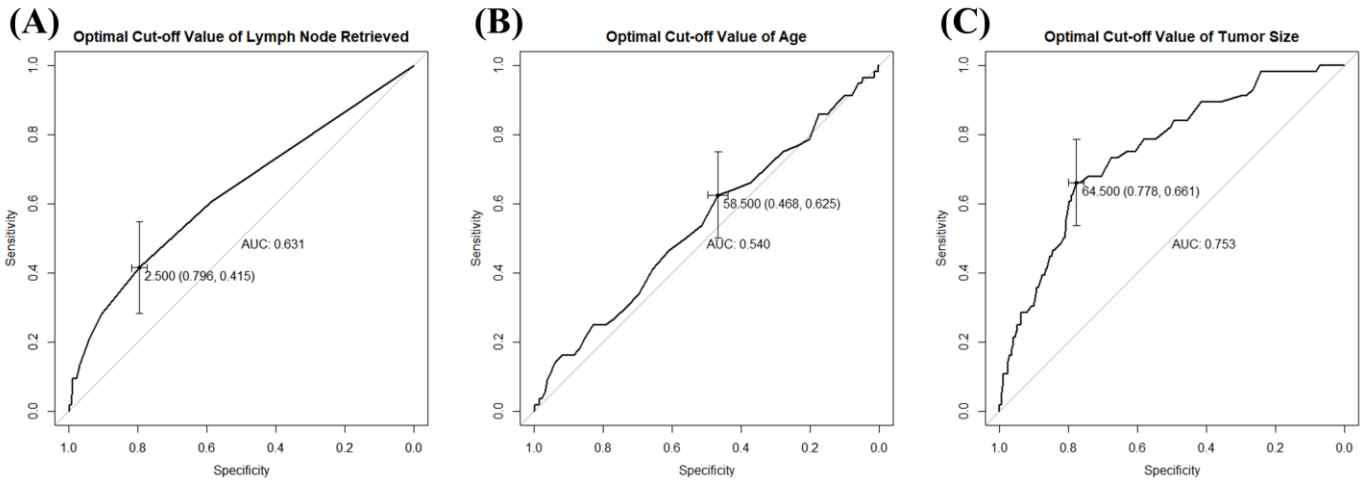 (A)
Optimal Cut-off Value of Lymph Node Retrieved
Sensitivity
1.0
0.8
0.6
0.4
0.2
0.0
AUC: 0.631
2.500 (0.796, 0.415)
1.0 0.8 0.6 0.4 0.2 0.0
Specificity
(B)
Optimal Cut-off Value of Age
Sensitivity
1.0
0.8
0.6
0.4
0.2
0.0
58.500 (0.468, 0.625)
AUC: 0.540
1.0 0.8 0.6 0.4 0.2 0.0
Specificity
(C)
Optimal Cut-off Value of Tumor Size
Sensitivity
1.0
0.8
0.6
0.4
0.2
0.0
64.500 (0.778, 0.661)
AUC: 0.753
1.0 0.8 0.6 0.4 0.2 0.0
Specificity